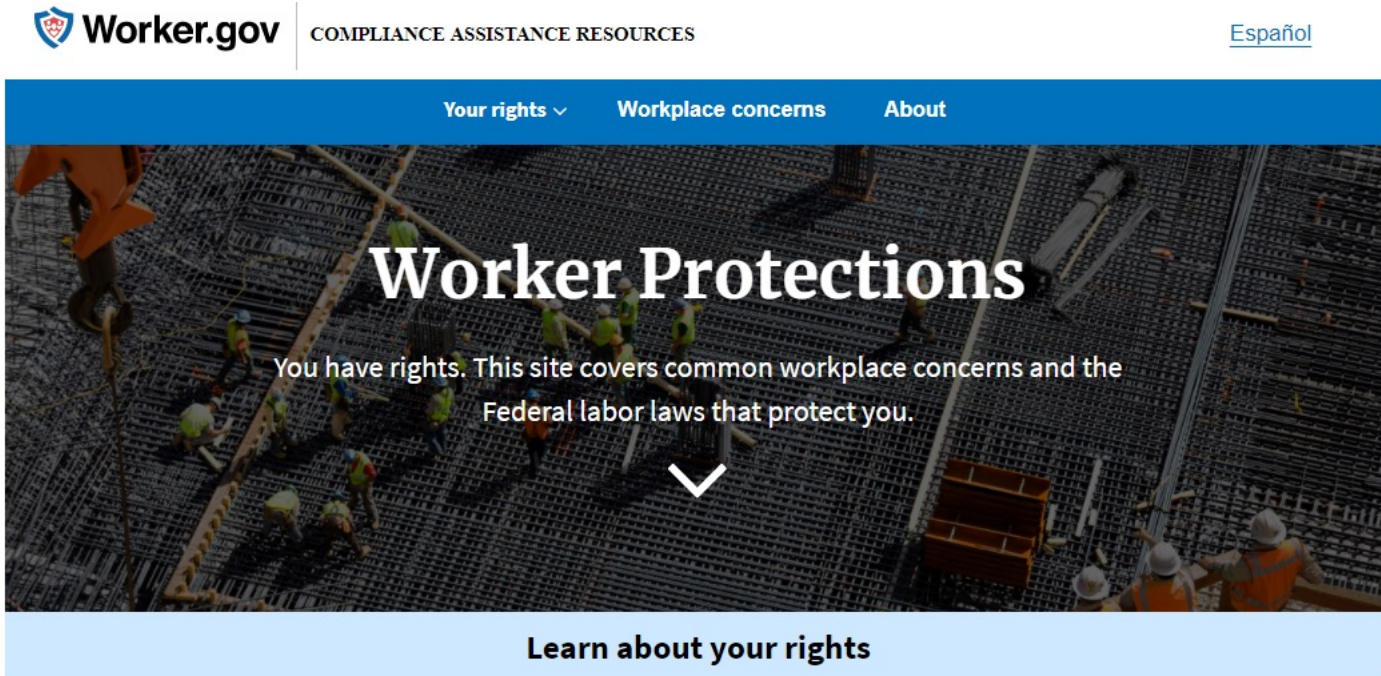 Worker.gov
COMPLIANCE ASSISTANCE RESOURCES
Español
Your rights
Workplace concerns
About
Worker Protections
You have rights. This site covers common workplace concerns and the
Federal labor laws that protect you.
Learn about your rights